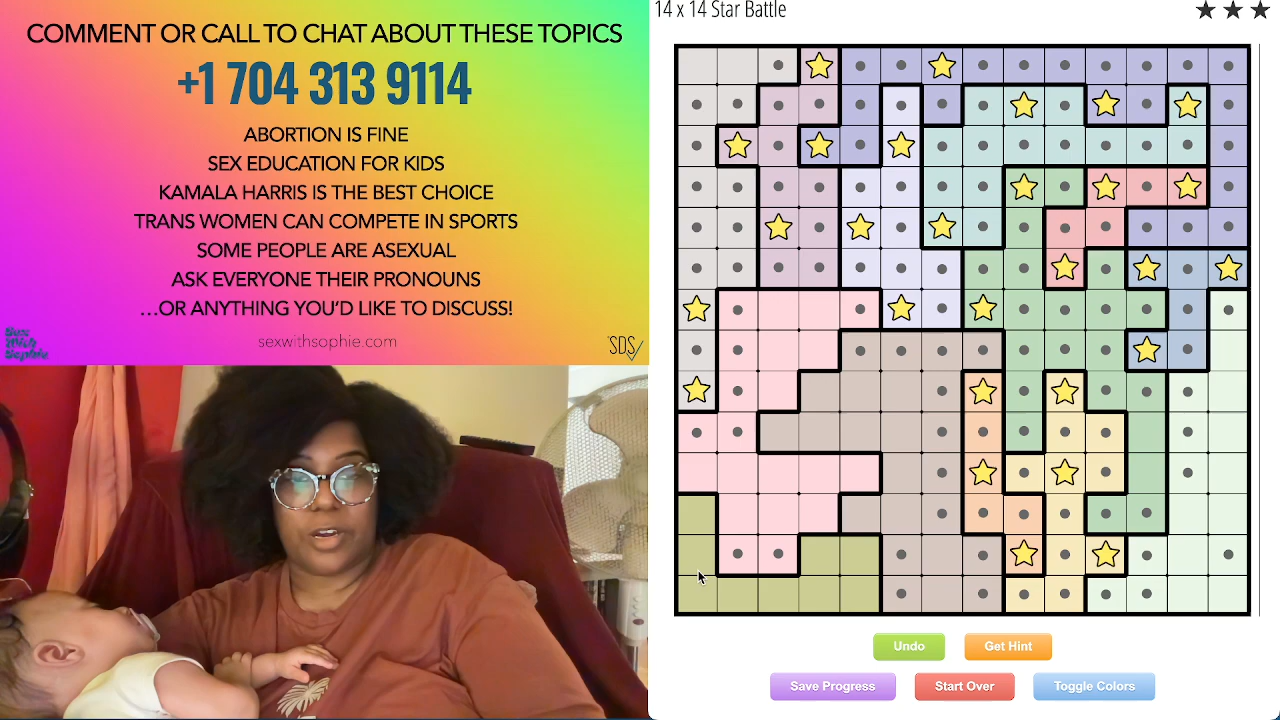 COMMENT OR CALL TO CHAT ABOUT THESE TOPICS
+1 704 313 9114
ABORTION IS FINE
SEX EDUCATION FOR KIDS
KAMALA HARRIS IS THE BEST CHOICE
TRANS WOMEN CAN COMPETE IN SPORTS
SOME PEOPLE ARE ASEXUAL
ASK EVERYONE THEIR PRONOUNS
...OR ANYTHING YOU'D LIKE TO DISCUSS!
sexwithsophie.com
Sex
With
Sophie
SDS
14 x 14 Star Battle
Undo
Get Hint
Save Progress
Start Over
Toggle Colors